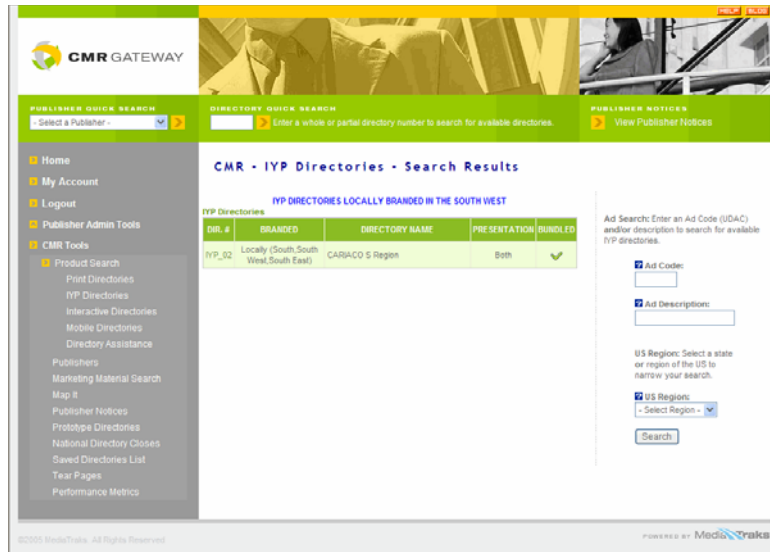 HELP BLOG
CMR GATEWAY
PUBLISHER QUICK SEARCH
- Select a Publisher -
DIRECTORY QUICK SEARCH
Enter a whole or partial directory number to search for available directories.
PUBLISHER NOTICES
View Publisher Notices
Home
My Account
Logout
Publisher Admin Tools
CMR Tools
Product Search
Print Directories
IYP Directories
Interactive Directories
Mobile Directories
Directory Assistance
Publishers
Marketing Material Search
Map It
Publisher Notices
Prototype Directories
National Directory Closes
Saved Directories List
Tear Pages
Performance Metrics
CMR - IYP Directories - Search Results
IYP DIRECTORIES LOCALLY BRANDED IN THE SOUTH WEST
IYP Directories
DIR. # BRANDED DIRECTORY NAME PRESENTATION BUNDLED
IYP_02 Locally (South,South West,South East) CARIACO S Region Both
Ad Search: Enter an Ad Code (UDAC)
and/or description to search for available
IYP directories.
? Ad Code:
? Ad Description:
US Region: Select a state
or region of the US to
narrow your search.
? US Region:
- Select Region -
Search
©2005 MediaTraks. All Rights Reserved
POWERED BY MediaTraks